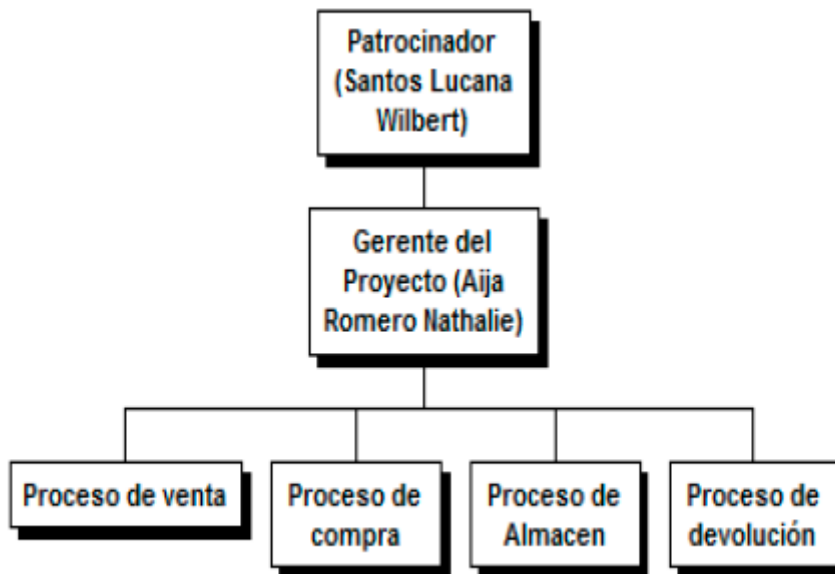 Patrocinador
(Santos Lucana
Wilbert)
Gerente del
Proyecto (Aija
Romero Nathalie)
Proceso de venta
Proceso de
compra
Proceso de
Almacen
Proceso de
devolución